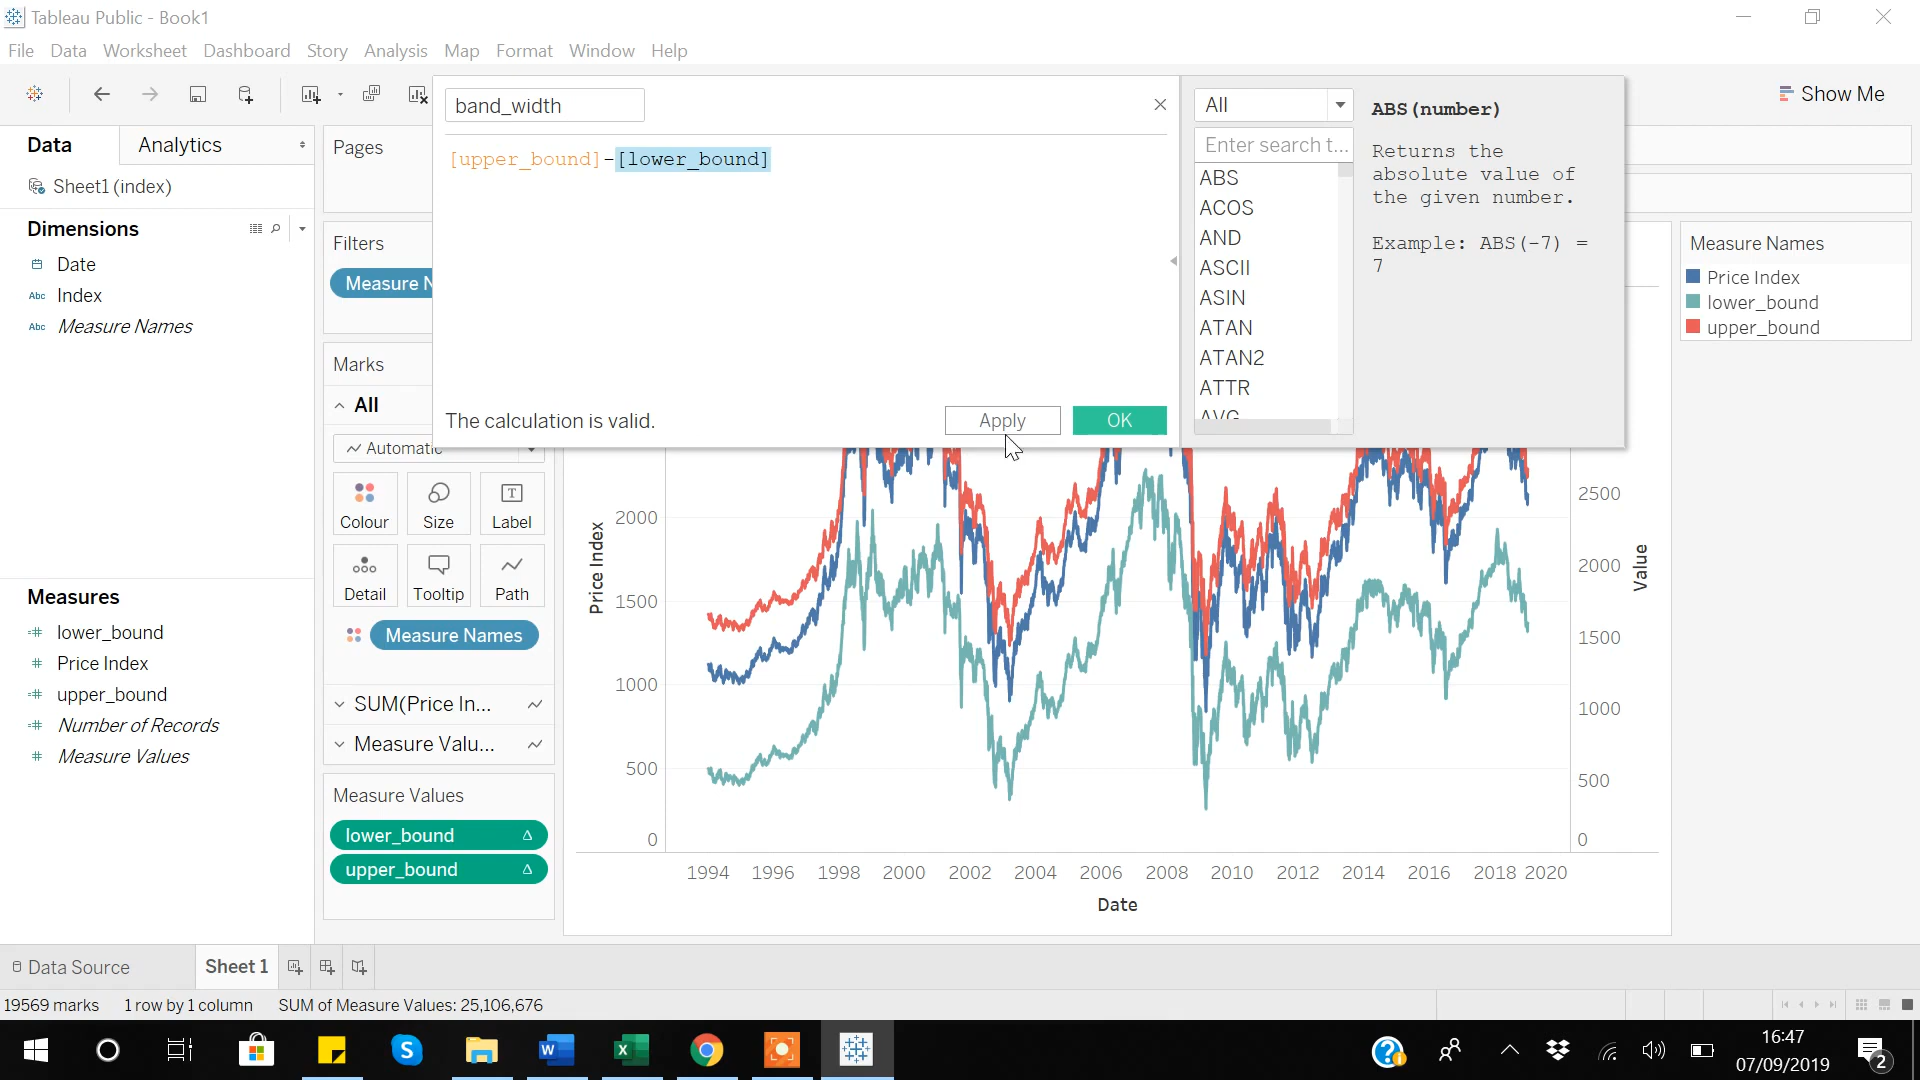 Tableau Public - Book1
File Data Worksheet Dashboard Story Analysis Map Format Window Help
Show Me
Data
Analytics
Sheet1 (index)
Dimensions
Date
Abc Index
Abc Measure Names
Measures
lower_bound
Price Index
upper_bound
Number of Records
Measure Values
Pages
Filters
Measure N
Marks
All
Automatic
Colour
Size
Label
Detail
Tooltip
Path
Measure Names
SUM(Price In...
Measure Valu...
Measure Values
lower_bound
upper_bound
band_width
[upper_bound]-[lower_bound]
The calculation is valid.
Apply
OK
All
Enter search t...
ABS
ACOS
AND
ASCII
ASIN
ATAN
ATAN2
ATTR
AVG
ABS(number)
Returns the
absolute value of
the given number.
Example: ABS(-7) =
7
Measure Names
Price Index
lower_bound
upper_bound
Price Index
2000
1500
1000
500
0
2500
2000
1500
1000
500
0
Value
1994 1996 1998 2000 2002 2004 2006 2008 2010 2012 2014 2016 2018 2020
Date
Data Source
Sheet 1
19569 marks 1 row by 1 column SUM of Measure Values: 25,106,676
16:47
07/09/2019
2